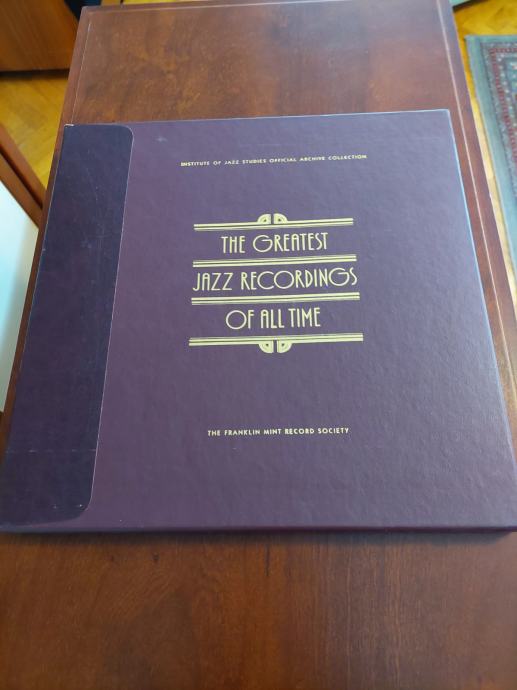 INSTITUTE OF JAZZ STUDIES OFFICIAL ARCHIVE COLLECTION
THE GREATEST
JAZZ RECORDINGS
OF ALL TIME
THE FRANKLIN MINT RECORD SOCIETY